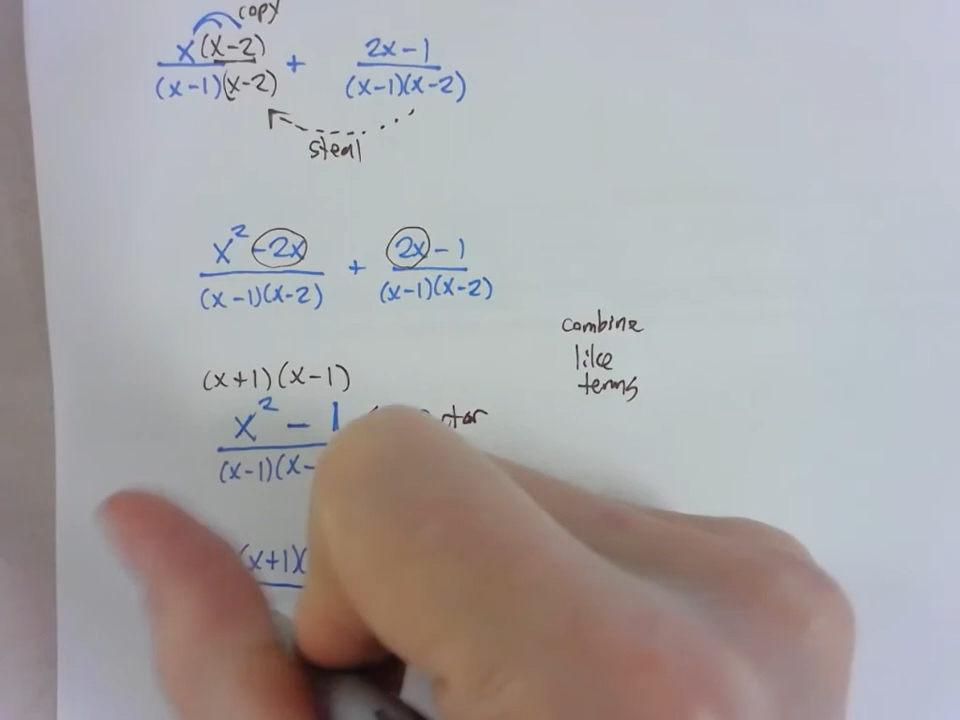 copy
x(x-2) + 2x-1
(x-1)(x-2) (x-1)(x-2)
steal
x² -2x + 2x - 1
(x-1)(x-2) (x-1)(x-2)
combine
like
terms
(x+1)(x-1)
x² - 1
(x-1)(x-
(x+1)(